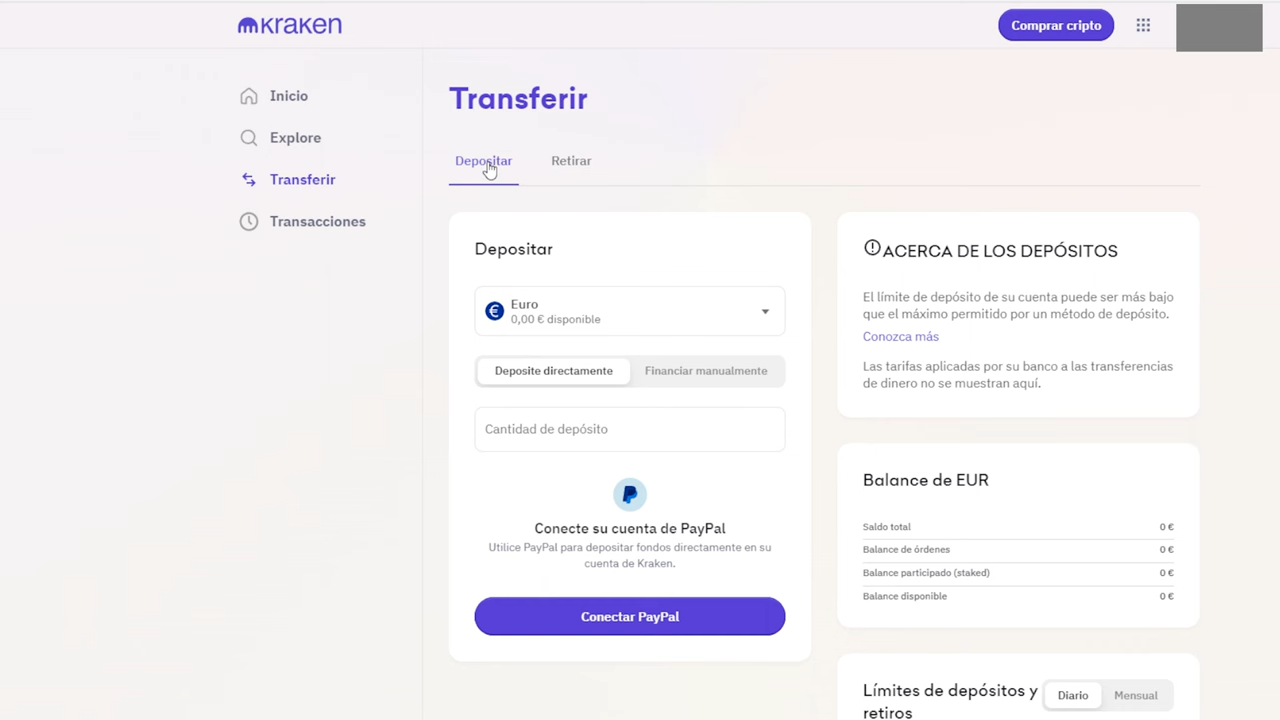 kraken
Comprar cripto
Inicio
Explore
Transferir
Transacciones
Transferir
Depositar
Retirar
Depositar
Euro
0,00 € disponible
Deposite directamente
Financiar manualmente
Cantidad de depósito
Conecte su cuenta de PayPal
Utilice PayPal para depositar fondos directamente en su
cuenta de Kraken.
Conectar PayPal
ACERCA DE LOS DEPÓSITOS
El límite de depósito de su cuenta puede ser más bajo
que el máximo permitido por un método de depósito.
Conozca más
Las tarifas aplicadas por su banco a las transferencias
de dinero no se muestran aquí.
Balance de EUR
Saldo total 0 €
Balance de órdenes 0 €
Balance participado (staked) 0 €
Balance disponible 0 €
Límites de depósitos y
retiros
Diario
Mensual